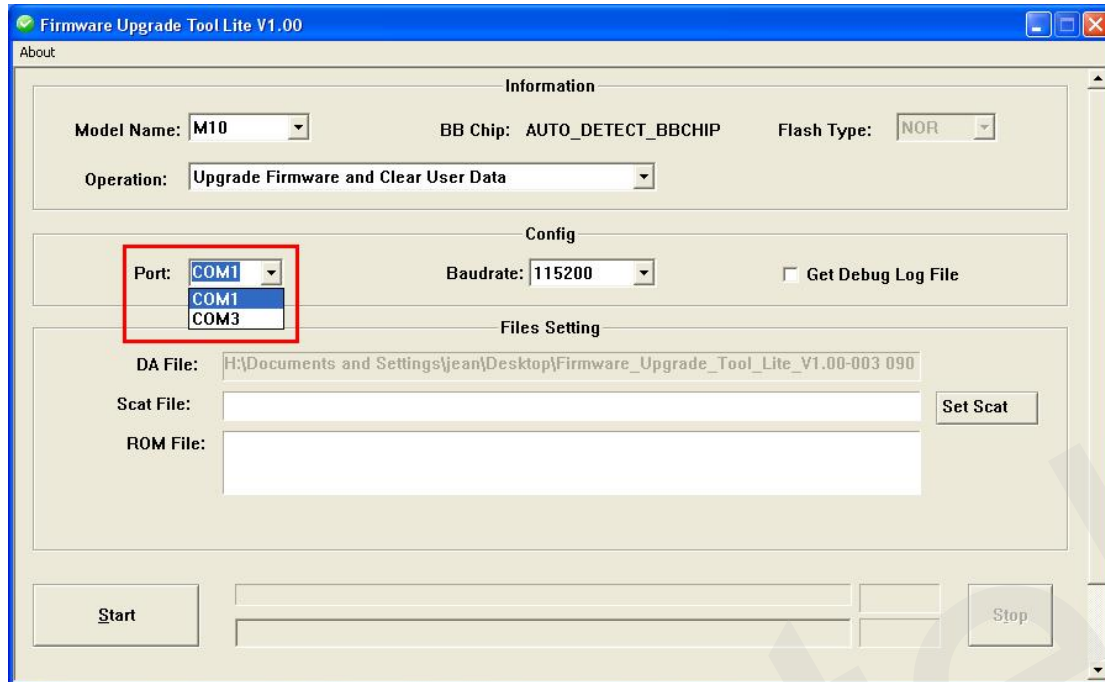 Firmware Upgrade Tool Lite V1.00
About
Information
Model Name: M10 BB Chip: AUTO_DETECT_BBCHIP Flash Type: NOR
Operation: Upgrade Firmware and Clear User Data
Config
Port: COM1 Baudrate: 115200 Get Debug Log File
COM1
COM3
Files Setting
DA File: H:\Documents and Settings\jean\Desktop\Firmware_Upgrade_Tool_Lite_V1.00-003 090
Scat File: Set Scat
ROM File:
Start Stop